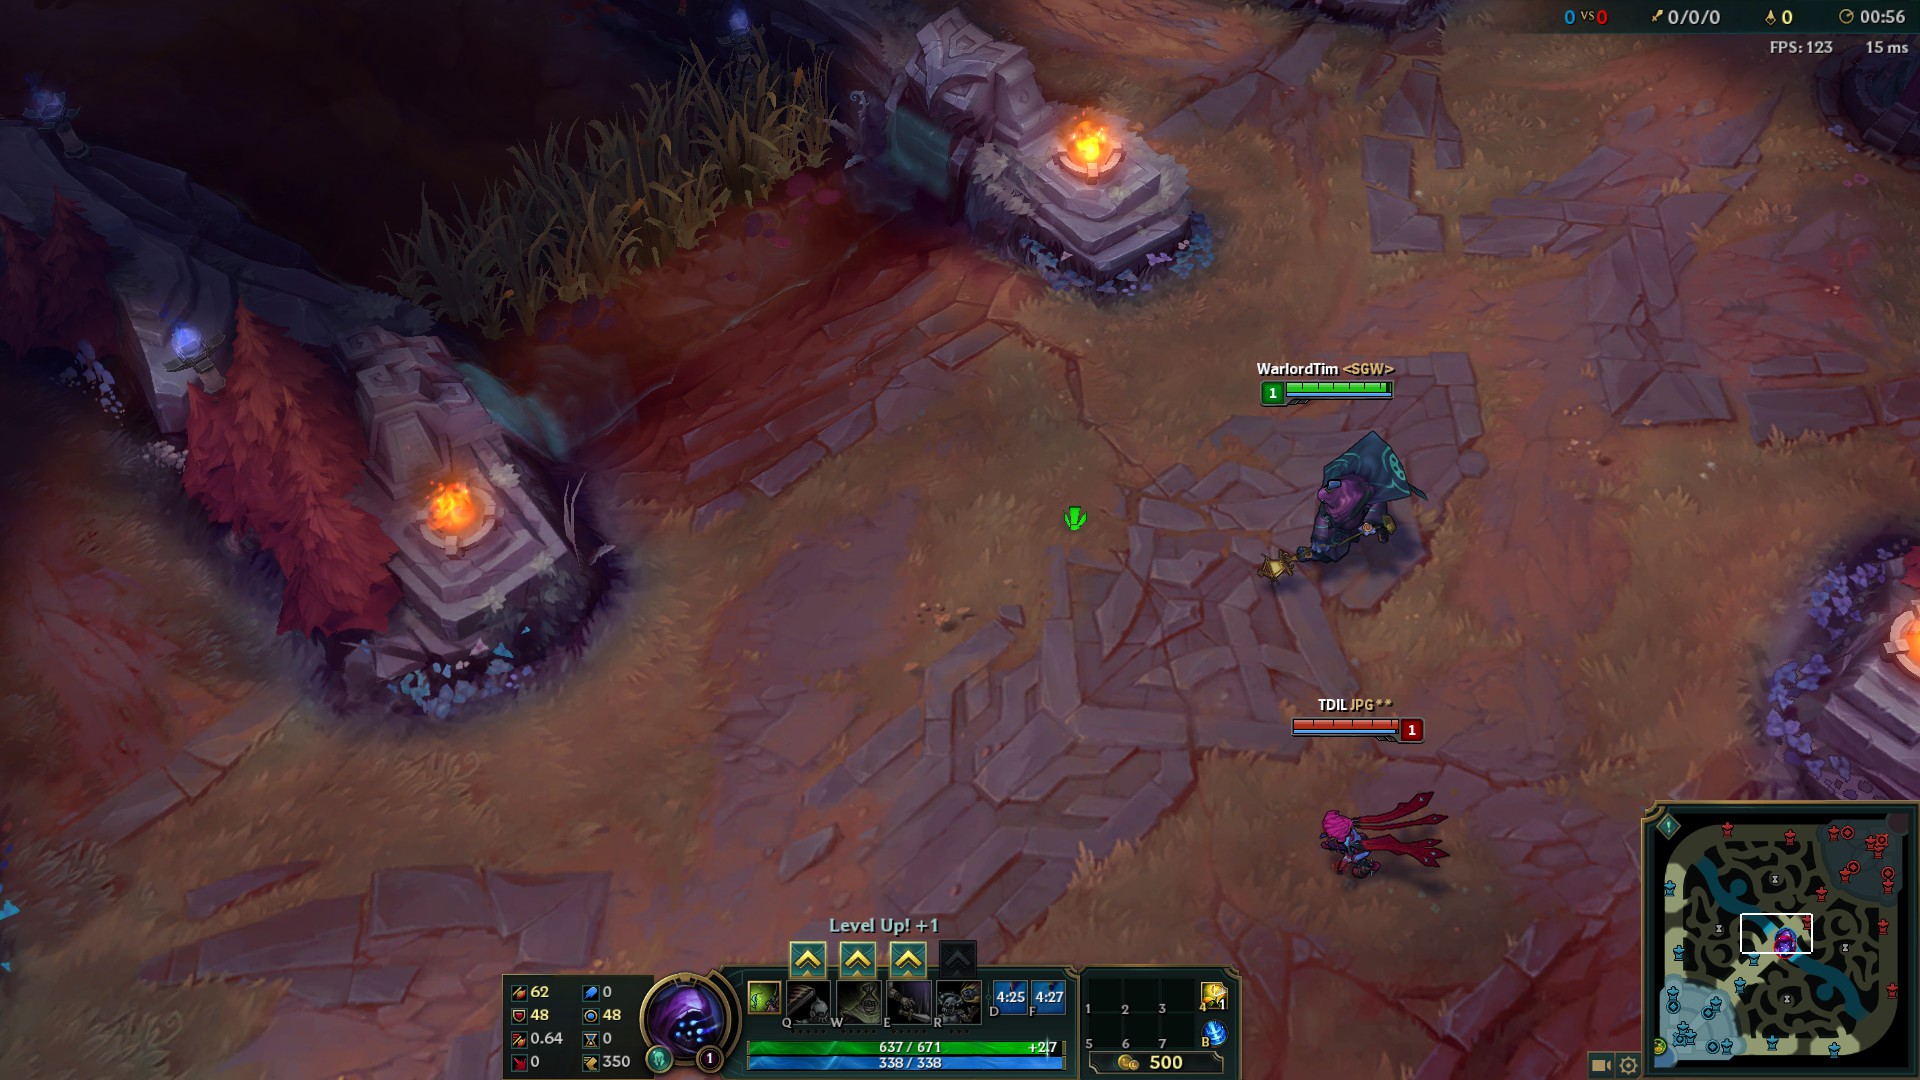 0 VS 0 0/0/0 0 00:56
FPS: 123 15 ms
WarlordTim <SGW>
1
TDIL JPG**
1
Level Up! +1
62 0
48 48
0.64 0
0 350
1
Q W E R
4:25 4:27
D F
637 / 671 +2.7
338 / 338
1 2 3 4 1
5 6 7 B
500